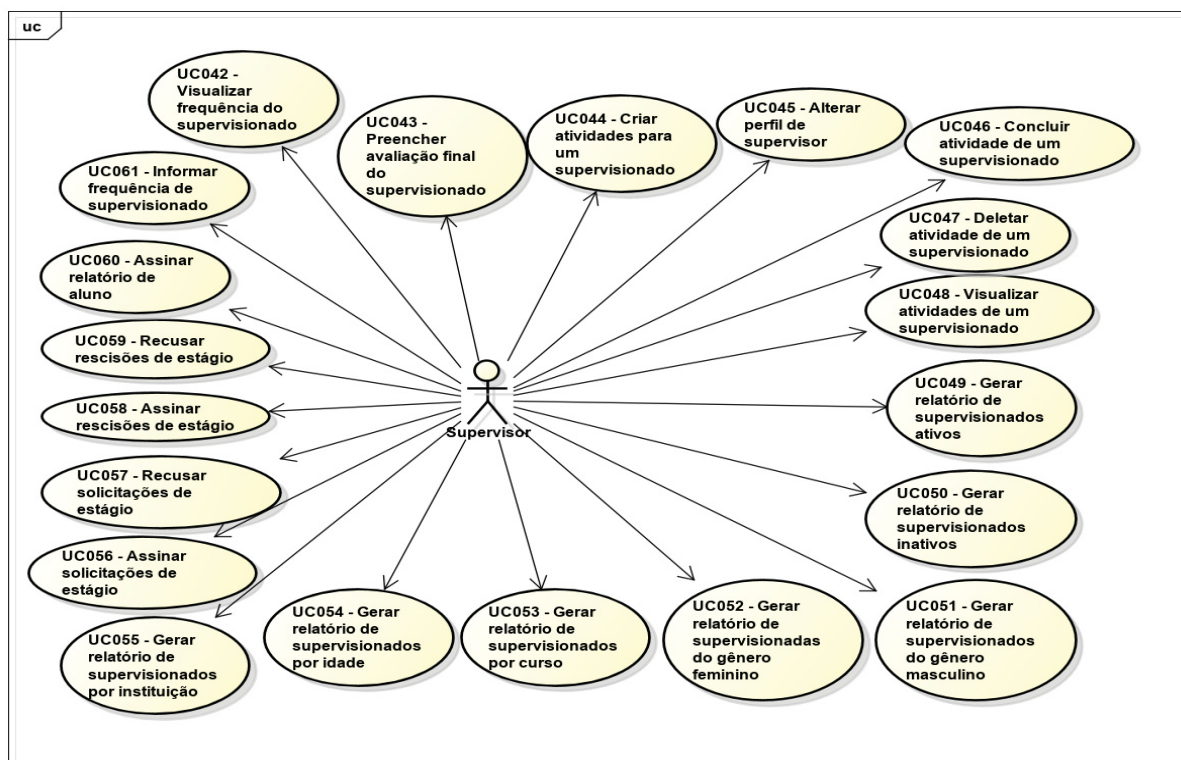 uc
UC042 -
Visualizar
frequência do
supervisionado
UC043 -
Preencher
avaliação final
do
supervisionado
UC044 - Criar
atividades para
um
supervisionado
UC045 - Alterar
perfil de
supervisor
UC046 - Concluir
atividade de um
supervisionado
UC061 - Informar
frequência de
supervisionado
UC047 - Deletar
atividade de um
supervisionado
UC060 - Assinar
relatório de
aluno
UC048 - Visualizar
atividades de um
supervisionado
UC059 - Recusar
rescisões de estágio
UC049 - Gerar
relatório de
supervisionados
ativos
UC058 - Assinar
rescisões de estágio
Supervisor
UC057 - Recusar
solicitações de
estágio
UC050 - Gerar
relatório de
supervisionados
inativos
UC056 - Assinar
solicitações de
estágio
UC055 - Gerar
relatório de
supervisionados
por instituição
UC054 - Gerar
relatório de
supervisionados
por idade
UC053 - Gerar
relatório de
supervisionados
por curso
UC052 - Gerar
relatório de
supervisionadas
do gênero
feminino
UC051 - Gerar
relatório de
supervisionados
do gênero
masculino